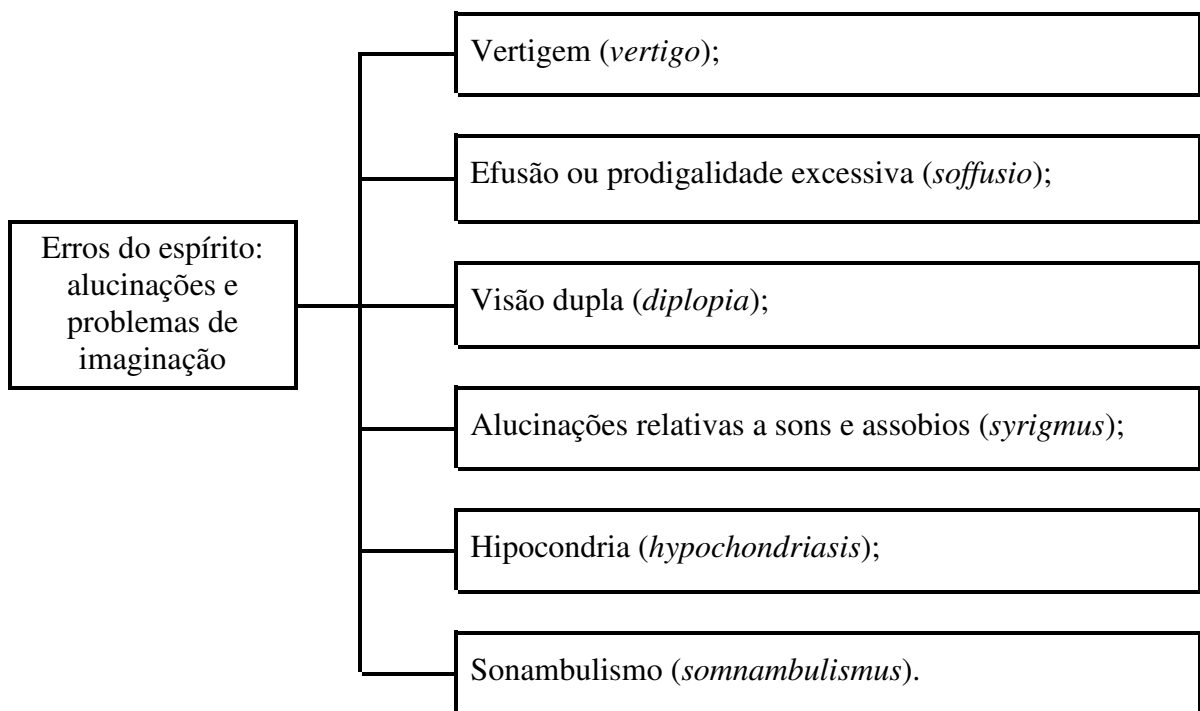 Vertigem (vertigo);
Efusão ou prodigalidade excessiva (soffusio);
Erros do espírito:
alucinações e
problemas de
imaginação
Visão dupla (diplopia);
Alucinações relativas a sons e assobios (syrigmus);
Hipocondria (hypochondriasis);
Sonambulismo (somnambulismus).